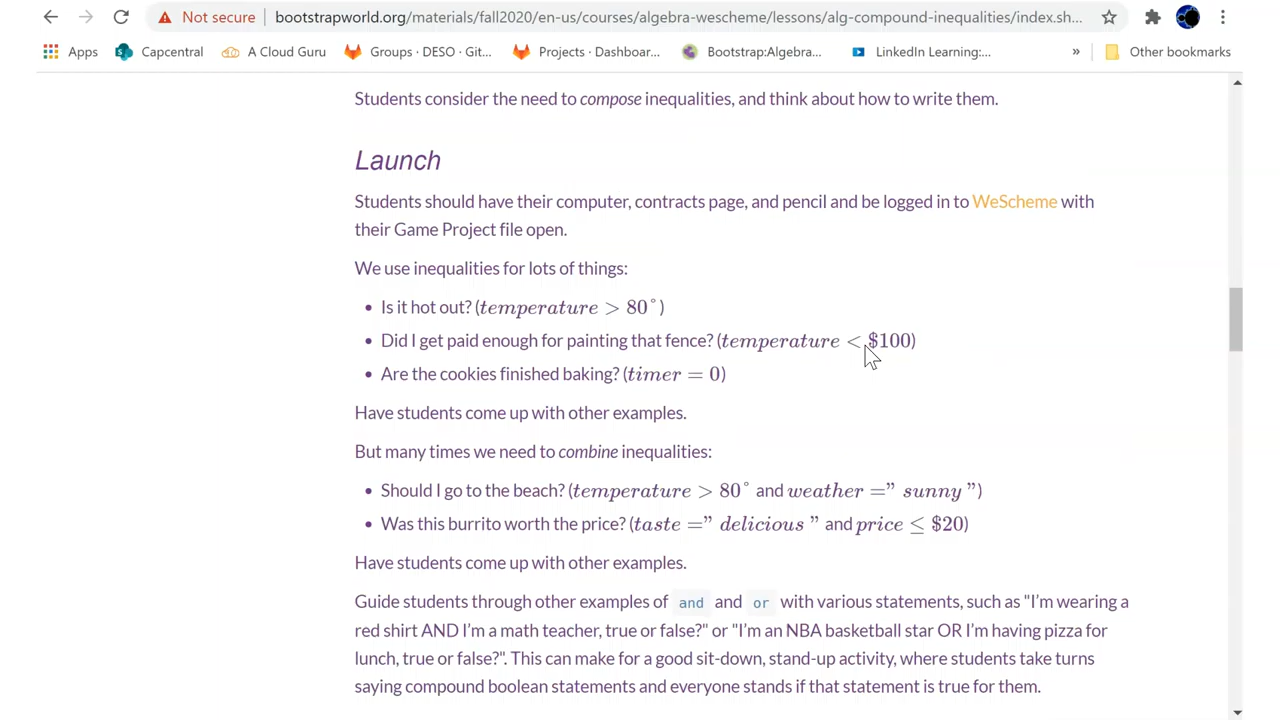 Not secure | bootstrapworld.org/materials/fall2020/en-us/courses/algebra-wescheme/lessons/alg-compound-inequalities/index.sh...
Apps Capcentral A Cloud Guru Groups · DESO · Git... Projects · Dashboar... Bootstrap:Algebra... LinkedIn Learning:... » Other bookmarks
Students consider the need to compose inequalities, and think about how to write them.
Launch
Students should have their computer, contracts page, and pencil and be logged in to WeScheme with
their Game Project file open.
We use inequalities for lots of things:
• Is it hot out? (temperature > 80°)
• Did I get paid enough for painting that fence? (temperature < $100)
• Are the cookies finished baking? (timer = 0)
Have students come up with other examples.
But many times we need to combine inequalities:
• Should I go to the beach? (temperature > 80° and weather =" sunny ")
• Was this burrito worth the price? (taste =" delicious " and price ≤ $20)
Have students come up with other examples.
Guide students through other examples of and and or with various statements, such as "I'm wearing a
red shirt AND I'm a math teacher, true or false?" or "I'm an NBA basketball star OR I'm having pizza for
lunch, true or false?". This can make for a good sit-down, stand-up activity, where students take turns
saying compound boolean statements and everyone stands if that statement is true for them.